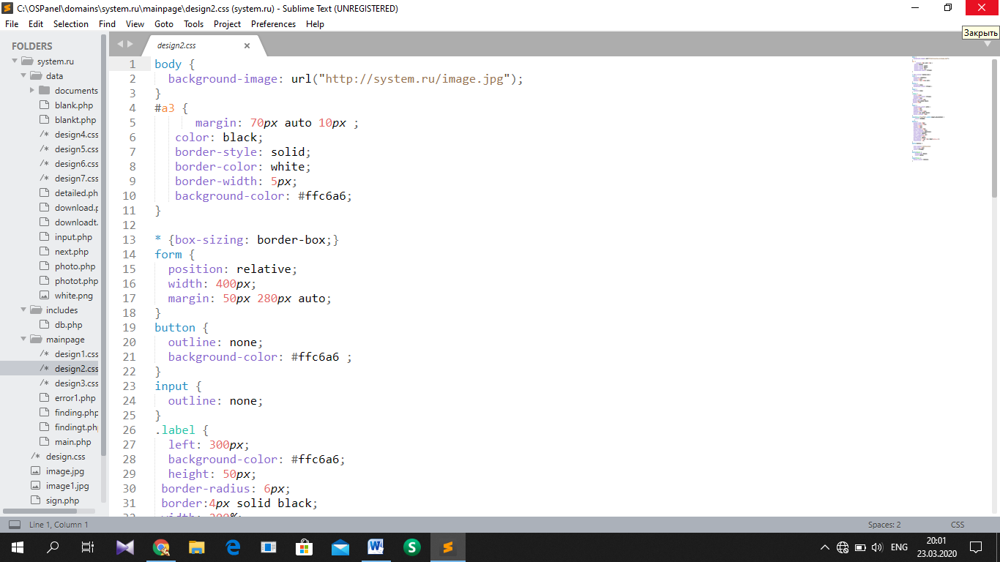 C:\OSPanel\domains\system.ru\mainpage\design2.css (system.ru) - Sublime Text (UNREGISTERED)
File Edit Selection Find View Goto Tools Project Preferences Help
Закрыть
FOLDERS
system.ru
data
documents
blank.php
blankt.php
/* design4.css
/* design5.css
/* design6.css
/* design7.css
detailed.ph
download.p
downloadt.
input.php
next.php
photo.php
photot.php
white.png
includes
db.php
mainpage
/* design1.css
/* design2.css
/* design3.css
error1.php
finding.php
findingt.ph
main.php
/* design.css
image.jpg
image1.jpg
sign.php
design2.css ×
1 body {
2 background-image: url("http://system.ru/image.jpg");
3 }
4 #a3 {
5 margin: 70px auto 10px ;
6 color: black;
7 border-style: solid;
8 border-color: white;
9 border-width: 5px;
10 background-color: #ffc6a6;
11 }
12
13 * {box-sizing: border-box;}
14 form {
15 position: relative;
16 width: 400px;
17 margin: 50px 280px auto;
18 }
19 button {
20 outline: none;
21 background-color: #ffc6a6 ;
22 }
23 input {
24 outline: none;
25 }
26 .label {
27 left: 300px;
28 background-color: #ffc6a6;
29 height: 50px;
30 border-radius: 6px;
31 border:4px solid black;
32 width: 200%;
Line 1, Column 1
Spaces: 2
CSS
ENG
20:01
23.03.2020